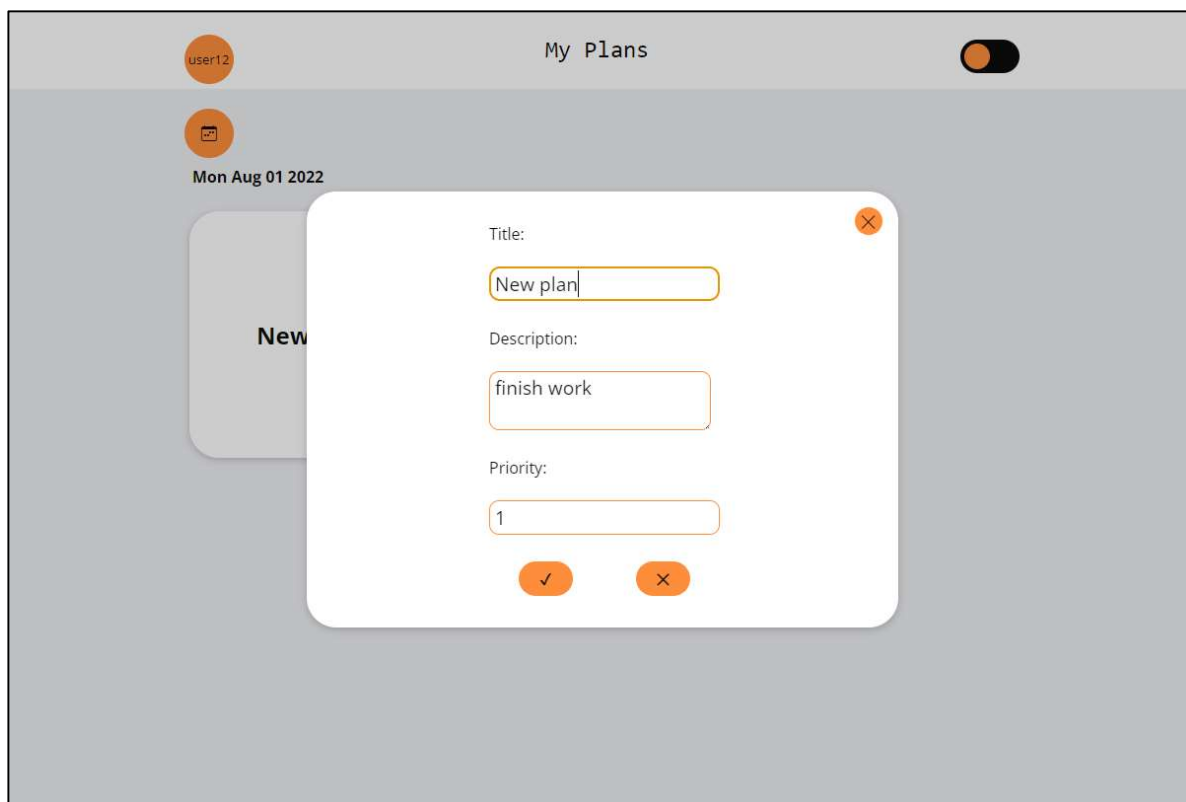 user12
My Plans
Mon Aug 01 2022
Title:
New plan
New
Description:
finish work
Priority:
1